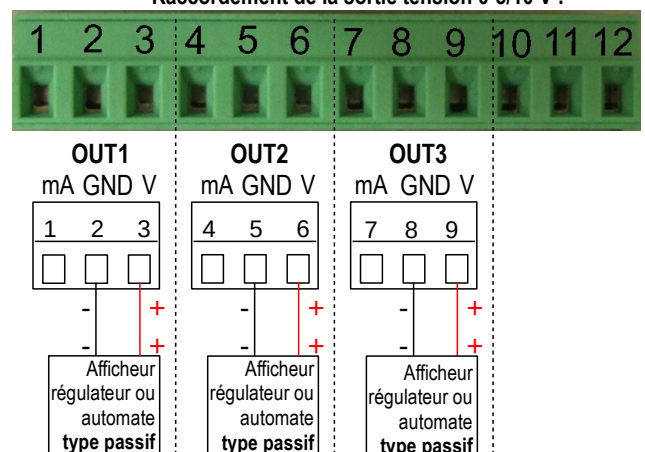 Raccordement de la sortie tension 0-5/10 V :
1 2 3 4 5 6 7 8 9 10 11 12
OUT1 OUT2 OUT3
mA GND V mA GND V mA GND V
1 2 3 4 5 6 7 8 9
- + - + - +
- + - + - +
Afficheur
régulateur ou
automate
type passif
Afficheur
régulateur ou
automate
type passif
Afficheur
régulateur ou
automate
type passif